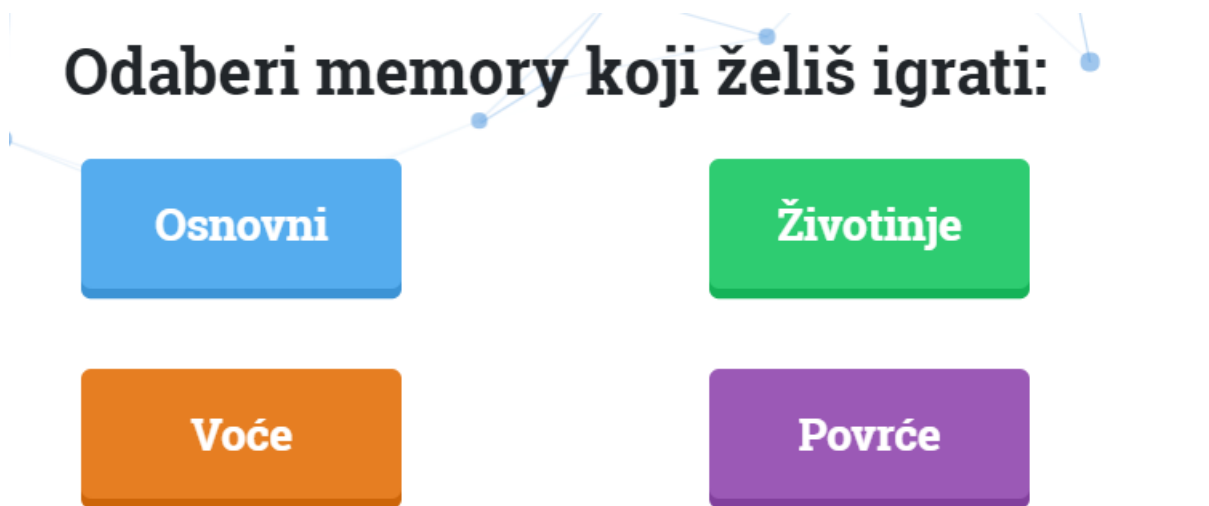 Odaberi memory koji želiš igrati:
Osnovni
Životinje
Voće
Povrće